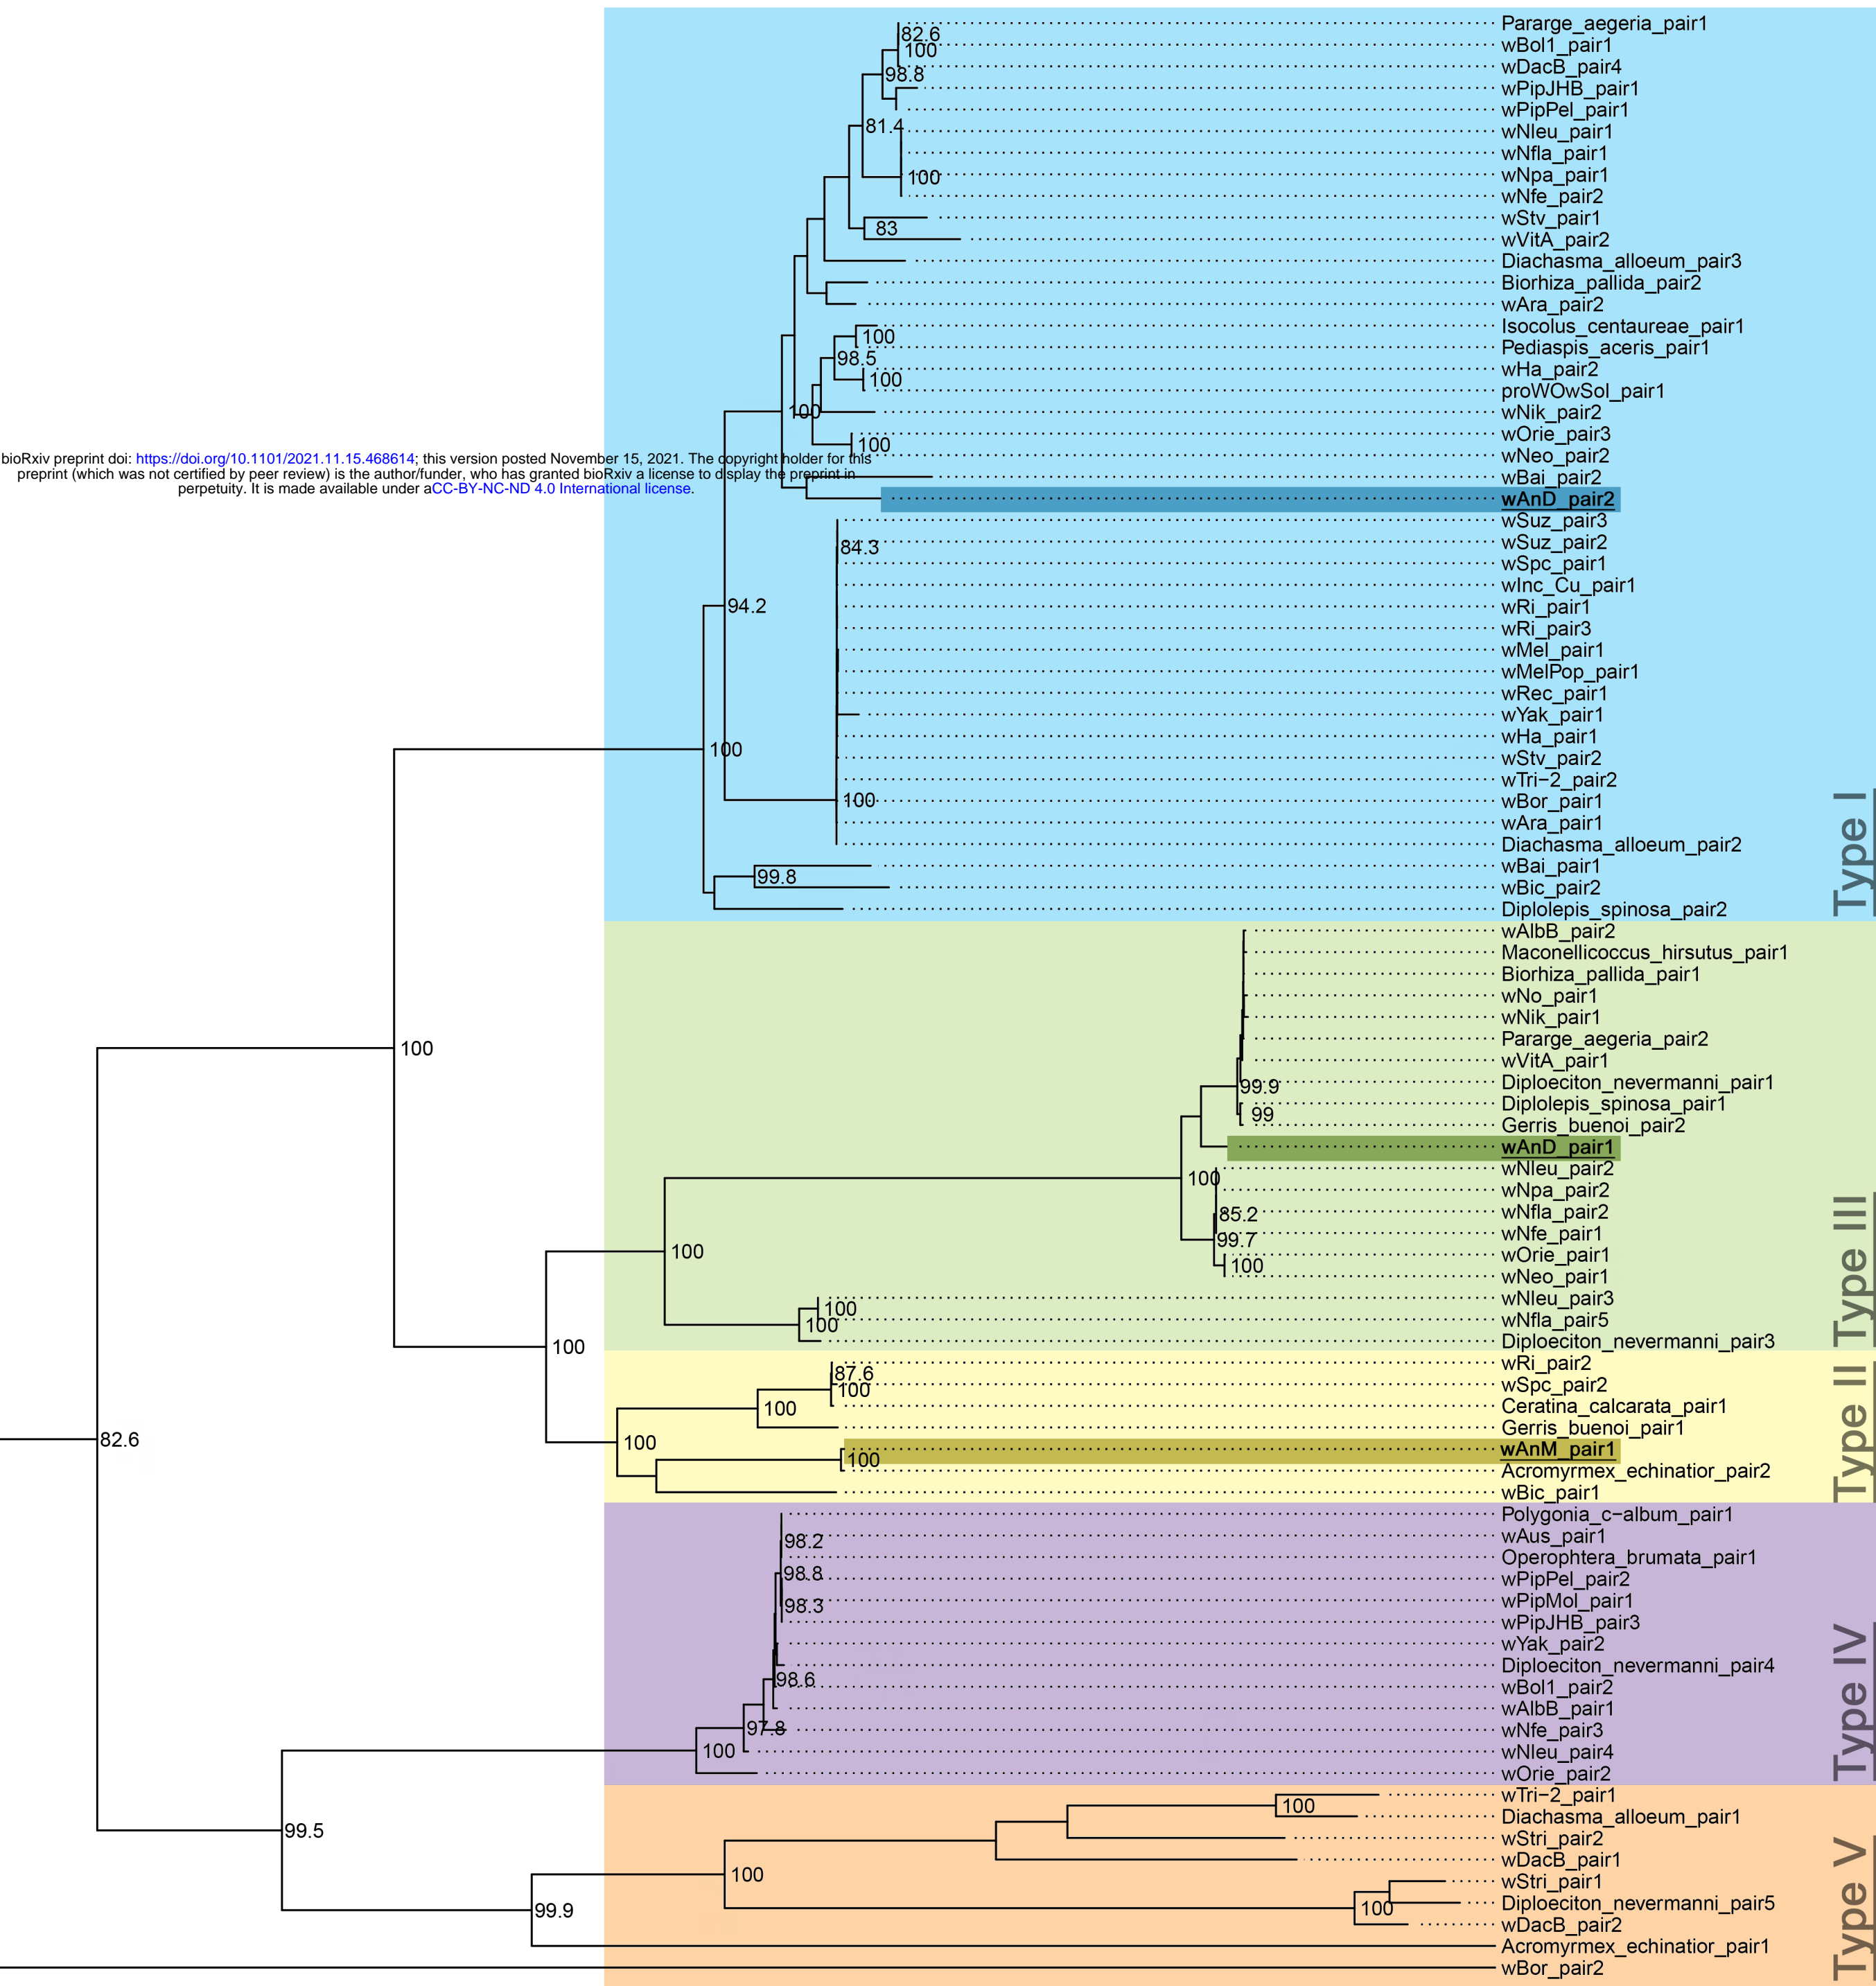 Pararge_aegeria_pair1
82.6
wBol1_pair1
100
wDacB_pair4
98.8
wPipJHB_pair1
wPipPel_pair1
81.4
wNleu_pair1
wNfla_pair1
wNpa_pair1
100
wNfe_pair2
wStv_pair1
83
wVitA_pair2
Diachasma_alloeum_pair3
Biorhiza_pallida_pair2
wAra_pair2
Isocolus_centaureae_pair1
100
Pediaspis_aceris_pair1
98.5
wHa_pair2
100
proWOwSol_pair1
wNik_pair2
100
wOrie_pair3
100
wNeo_pair2
bioRxiv preprint doi: https://doi.org/10.1101/2021.11.15.468614; this version posted November 15, 2021. The copyright holder for this
preprint (which was not certified by peer review) is the author/funder, who has granted bioRxiv a license to display the preprint in
perpetuity. It is made available under aCC-BY-NC-ND 4.0 International license.
wBai_pair2
wAnD_pair2
wSuz_pair3
wSuz_pair2
84.3
wSpc_pair1
wInc_Cu_pair1
wRi_pair1
94.2
wRi_pair3
wMel_pair1
wMelPop_pair1
wRec_pair1
wYak_pair1
wHa_pair1
100
wStv_pair2
wTri−2_pair2
wBor_pair1
100
wAra_pair1
Diachasma_alloeum_pair2
wBai_pair1
99.8
wBic_pair2
Diplolepis_spinosa_pair2
Type I
wAlbB_pair2
Maconellicoccus_hirsutus_pair1
Biorhiza_pallida_pair1
wNo_pair1
wNik_pair1
Pararge_aegeria_pair2
100
wVitA_pair1
Diploeciton_nevermanni_pair1
99.9
Diplolepis_spinosa_pair1
99
Gerris_buenoi_pair2
wAnD_pair1
wNleu_pair2
100
wNpa_pair2
wNfla_pair2
85.2
wNfe_pair1
99.7
wOrie_pair1
100
100
wNeo_pair1
wNleu_pair3
100
wNfla_pair5
100
Diploeciton_nevermanni_pair3
100
Type III
wRi_pair2
87.6
wSpc_pair2
100
Ceratina_calcarata_pair1
100
Gerris_buenoi_pair1
100
82.6
wAnM_pair1
100
Acromyrmex_echinatior_pair2
wBic_pair1
Type II
Polygonia_c−album_pair1
wAus_pair1
98.2
Operophtera_brumata_pair1
98.8
wPipPel_pair2
wPipMol_pair1
98.3
wPipJHB_pair3
wYak_pair2
Diploeciton_nevermanni_pair4
98.6
wBol1_pair2
wAlbB_pair1
97.8
wNfe_pair3
100
wNleu_pair4
wOrie_pair2
Type IV
wTri−2_pair1
100
Diachasma_alloeum_pair1
99.5
wStri_pair2
wDacB_pair1
100
wStri_pair1
Diploeciton_nevermanni_pair5
100
99.9
wDacB_pair2
Acromyrmex_echinatior_pair1
wBor_pair2
Type V